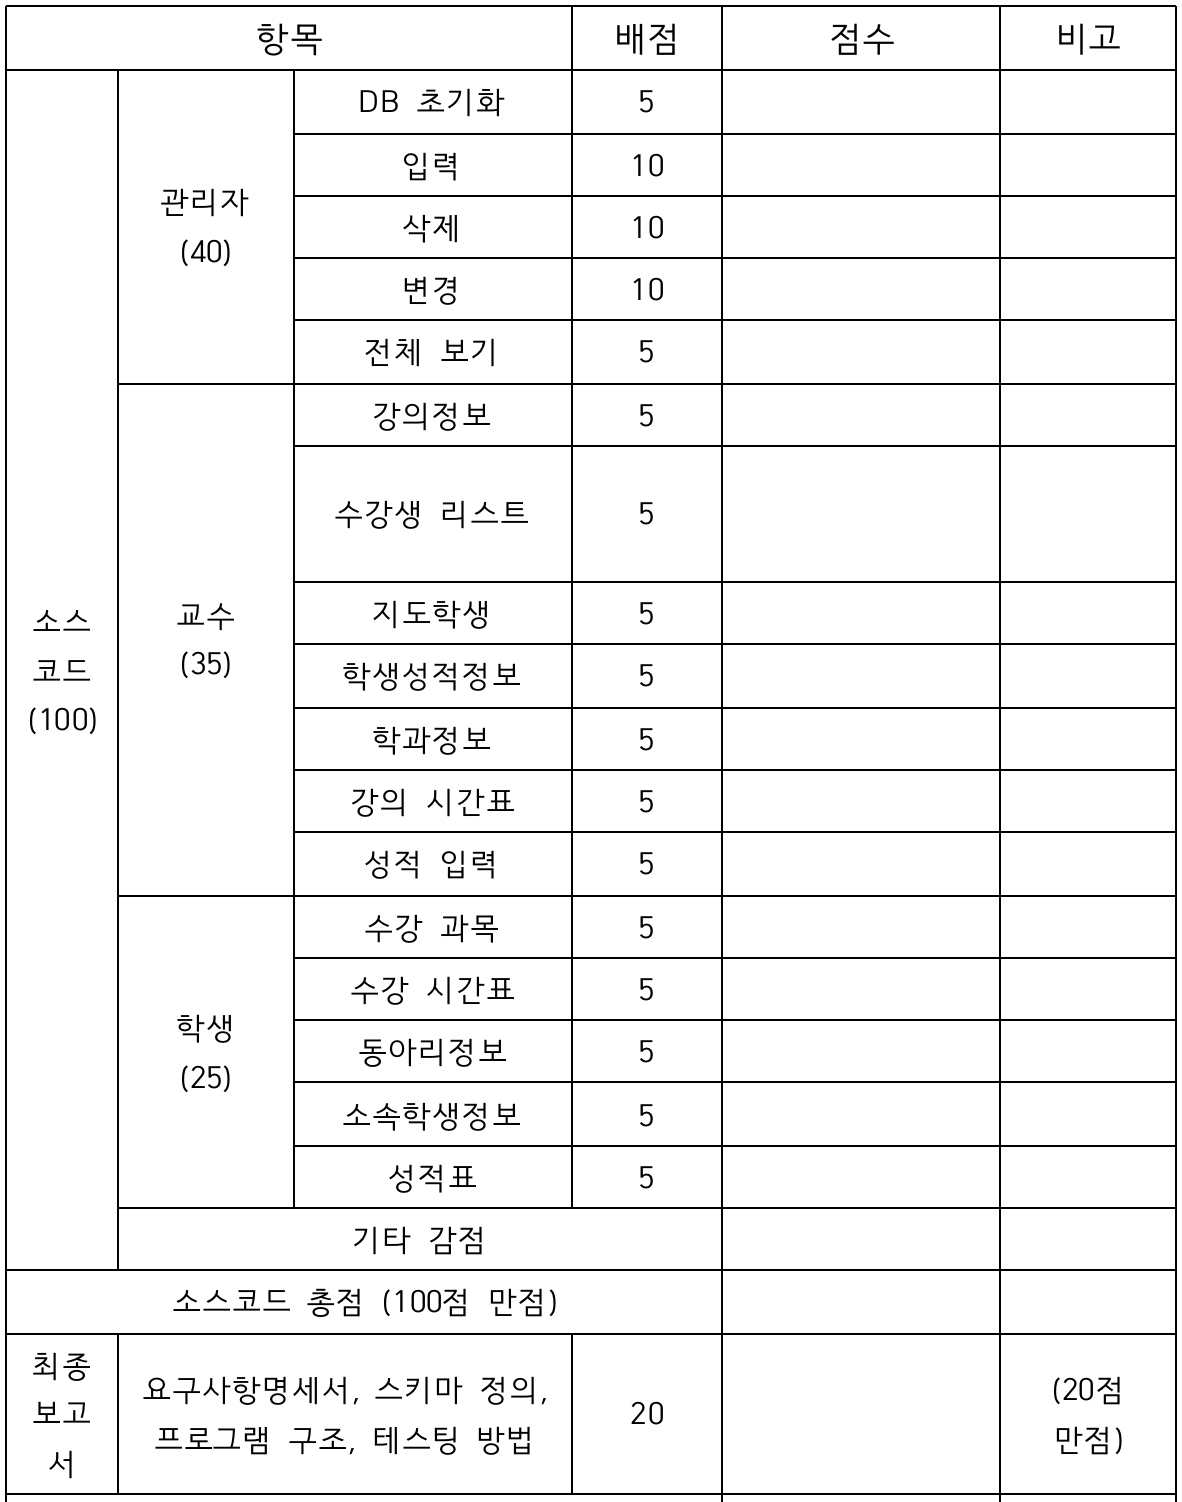 항목 배점 점수 비고
소스
코드
(100)
관리자
(40)
DB 초기화 5
입력 10
삭제 10
변경 10
전체 보기 5
교수
(35)
강의정보 5
수강생 리스트 5
지도학생 5
학생성적정보 5
학과정보 5
강의 시간표 5
성적 입력 5
학생
(25)
수강 과목 5
수강 시간표 5
동아리정보 5
소속학생정보 5
성적표 5
기타 감점
소스코드 총점 (100점 만점)
최종
보고
서
요구사항명세서, 스키마 정의,
프로그램 구조, 테스팅 방법
20
(20점
만점)